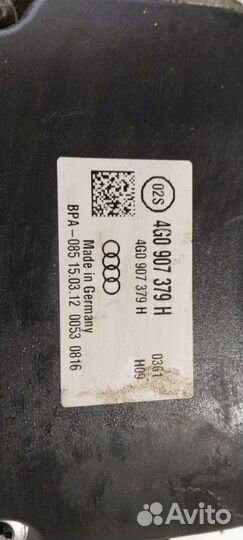 02S
4G0 907 379 H
4G0 907 379 H
0361
H09
Made in Germany
BPA-085 15.03.12 0053 0816
Avito